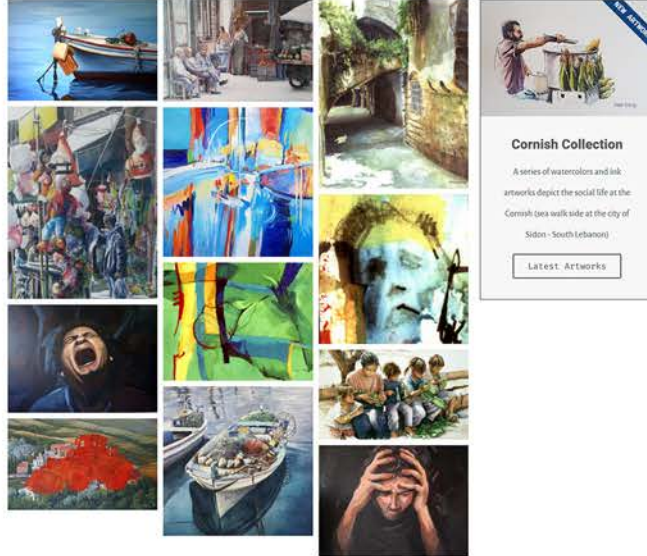 NEW ARTWO
Cornish Collection
A series of watercolors and ink
artworks depict the social life at the
Cornish (sea walk side at the city of
Sidon - South Lebanon)
Latest Artworks